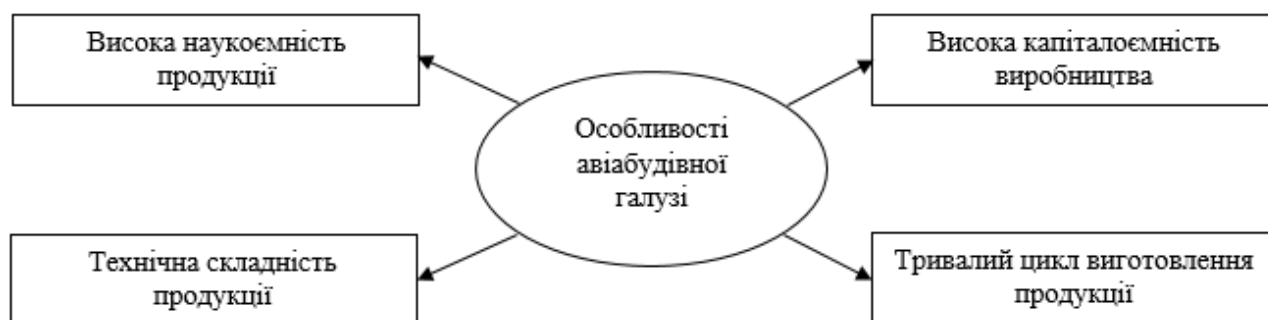 Висока наукоємність
продукції
Висока капіталоємність
виробництва
Особливості
авіабудівної
галузі
Технічна складність
продукції
Тривалий цикл виготовлення
продукції